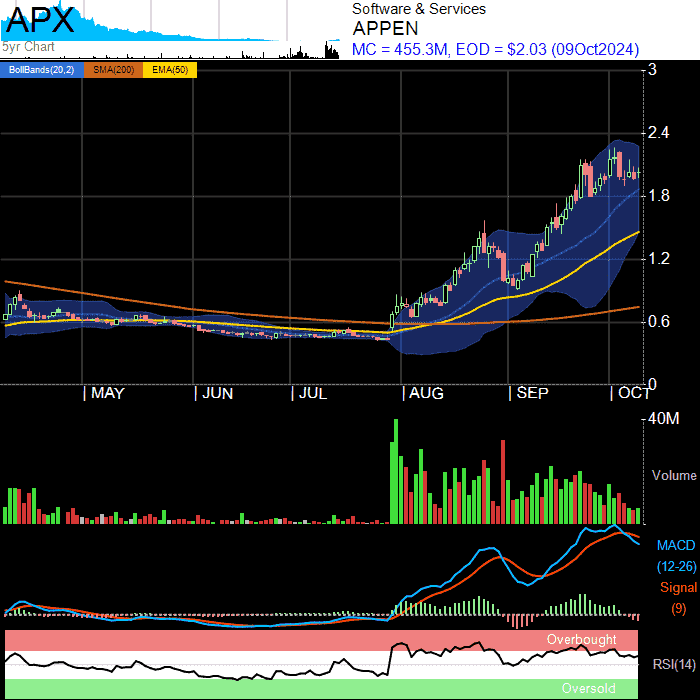 APX
5yr Chart
Software & Services
APPEN
MC = 455.3M, EOD = $2.03 (09Oct2024)
BollBands(20,2) SMA(200) EMA(50)
3
2.4
1.8
1.2
0.6
0
| MAY | JUN | JUL | AUG | SEP | OCT
40M
Volume
MACD
(12-26)
Signal
(9)
Overbought
RSI(14)
Oversold